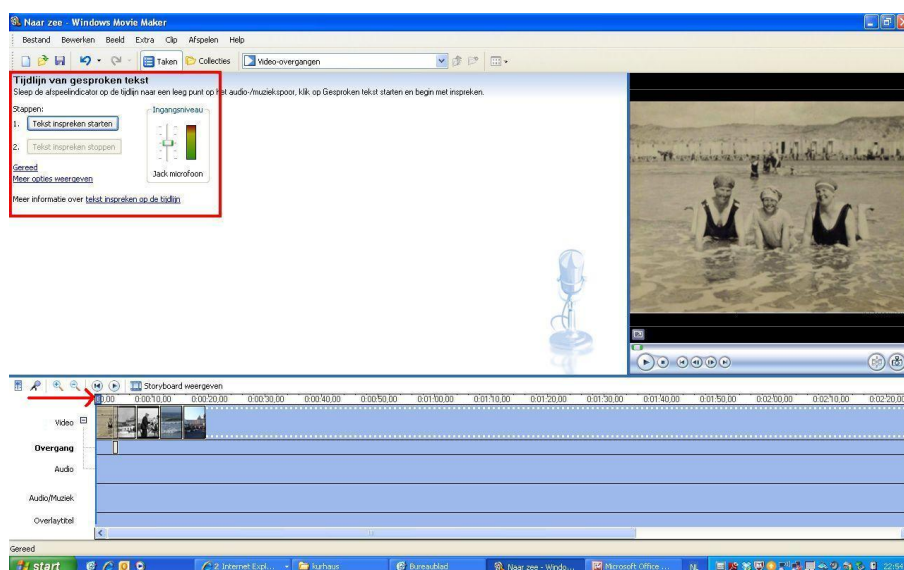 Naar zee - Windows Movie Maker
Bestand Bewerken Beeld Extra Clip Afspelen Help
Taken Collecties Video-overgangen
Tijdlijn van gesproken tekst
Sleep de afspeelindicator op de tijdlijn naar een leeg punt op het audio-/muziekspoor, klik op Gesproken tekst starten en begin met inspreken.
Stappen:
Ingangsniveau
1. Tekst inspreken starten
2. Tekst inspreken stoppen
Gereed
Jack microfoon
Meer opties weergeven
Meer informatie over tekst inspreken op de tijdlijn
Storyboard weergeven
0,00 0:00:10,00 0:00:20,00 0:00:30,00 0:00:40,00 0:00:50,00 0:01:00,00 0:01:10,00 0:01:20,00 0:01:30,00 0:01:40,00 0:01:50,00 0:02:00,00 0:02:10,00 0:02:20,00
Video
Overgang
Audio
Audio/Muziek
Overlaytitel
Gereed
start 2 Internet Expl... kurhaus Bureaublad Naar zee - Windo... Microsoft Office ... NL 22:54